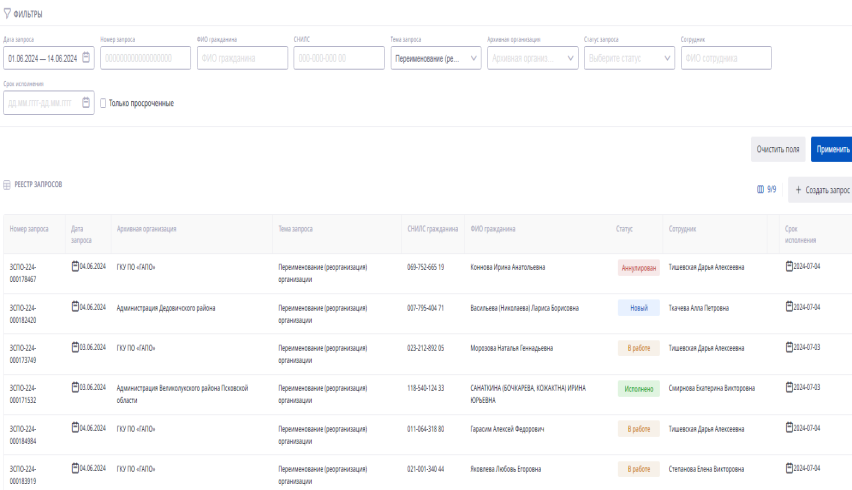 ФИЛЬТРЫ
Дата запроса Номер запроса ФИО гражданина СНИЛС Тема запроса Архивная организация Статус запроса Сотрудник
01.06.2024 — 14.06.2024 000000000000000000 ФИО гражданина 000-000-000 00 Переименование (ре... Архивная организ... Выберите статус ФИО сотрудника
Срок исполнения
ДД.ММ.ГГГГ-ДД.ММ.ГГГГ Только просроченные
Очистить поля Применить
РЕЕСТР ЗАПРОСОВ 9/9 + Создать запрос
Номер запроса Дата запроса Архивная организация Тема запроса СНИЛС гражданина ФИО гражданина Статус Сотрудник Срок исполнения
ЗСПО-224- 04.06.2024 ГКУ ПО «ГАПО» Переименование (реорганизация) 069-752-665 19 Коннова Ирина Анатольевна Аннулирован Тишевская Дарья Алексеевна 2024-07-04
000178467 организации
ЗСПО-224- 04.06.2024 Администрация Дедовичского района Переименование (реорганизация) 007-795-404 71 Васильева (Николаева) Лариса Борисовна Новый Ткачева Алла Петровна 2024-07-04
000182420 организации
ЗСПО-224- 03.06.2024 ГКУ ПО «ГАПО» Переименование (реорганизация) 023-212-892 05 Морозова Наталья Геннадьевна В работе Тишевская Дарья Алексеевна 2024-07-03
000173749 организации
ЗСПО-224- 03.06.2024 Администрация Великолукского района Псковской Переименование (реорганизация) 118-540-124 33 САНАТКИНА (БОЧКАРЕВА, КОЖАКТНА) ИРИНА Исполнено Смирнова Екатерина Викторовна 2024-07-03
000171532 области организации ЮРЬЕВНА
ЗСПО-224- 04.06.2024 ГКУ ПО «ГАПО» Переименование (реорганизация) 011-064-318 80 Гарасим Алексей Федорович В работе Тишевская Дарья Алексеевна 2024-07-04
000184984 организации
ЗСПО-224- 04.06.2024 ГКУ ПО «ГАПО» Переименование (реорганизация) 021-001-340 44 Яковлева Любовь Егоровна В работе Степанова Елена Викторовна 2024-07-04
000183919 организации